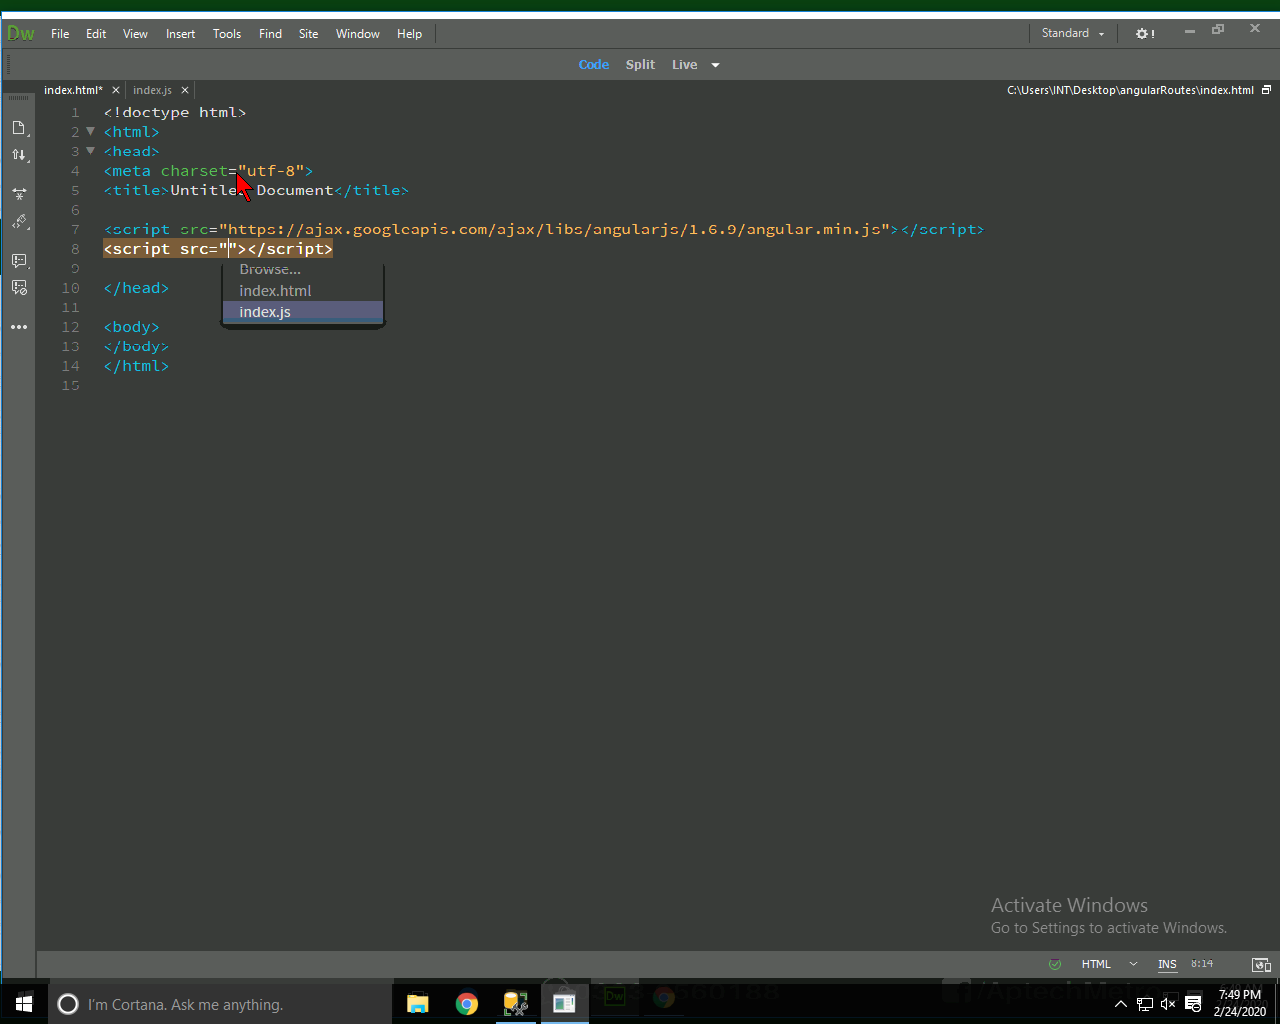 Dw File Edit View Insert Tools Find Site Window Help Standard !
Code Split Live
index.html* × index.js × C:\Users\INT\Desktop\angularRoutes\index.html
1 <!doctype html>
2 <html>
3 <head>
4 <meta charset="utf-8">
5 <title>Untitled Document</title>
6
7 <script src="https://ajax.googleapis.com/ajax/libs/angularjs/1.6.9/angular.min.js"></script>
8 <script src=""></script>
9
Browse...
10 </head>
index.html
11
index.js
12 <body>
13 </body>
14 </html>
15
Activate Windows
Go to Settings to activate Windows.
HTML INS 8:14
I'm Cortana. Ask me anything.
Dw
7:49 PM
2/24/2020